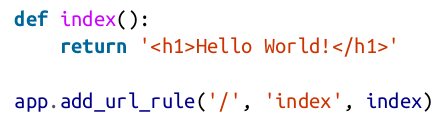 def index():
    return '<h1>Hello World!</h1>'

app.add_url_rule('/', 'index', index)